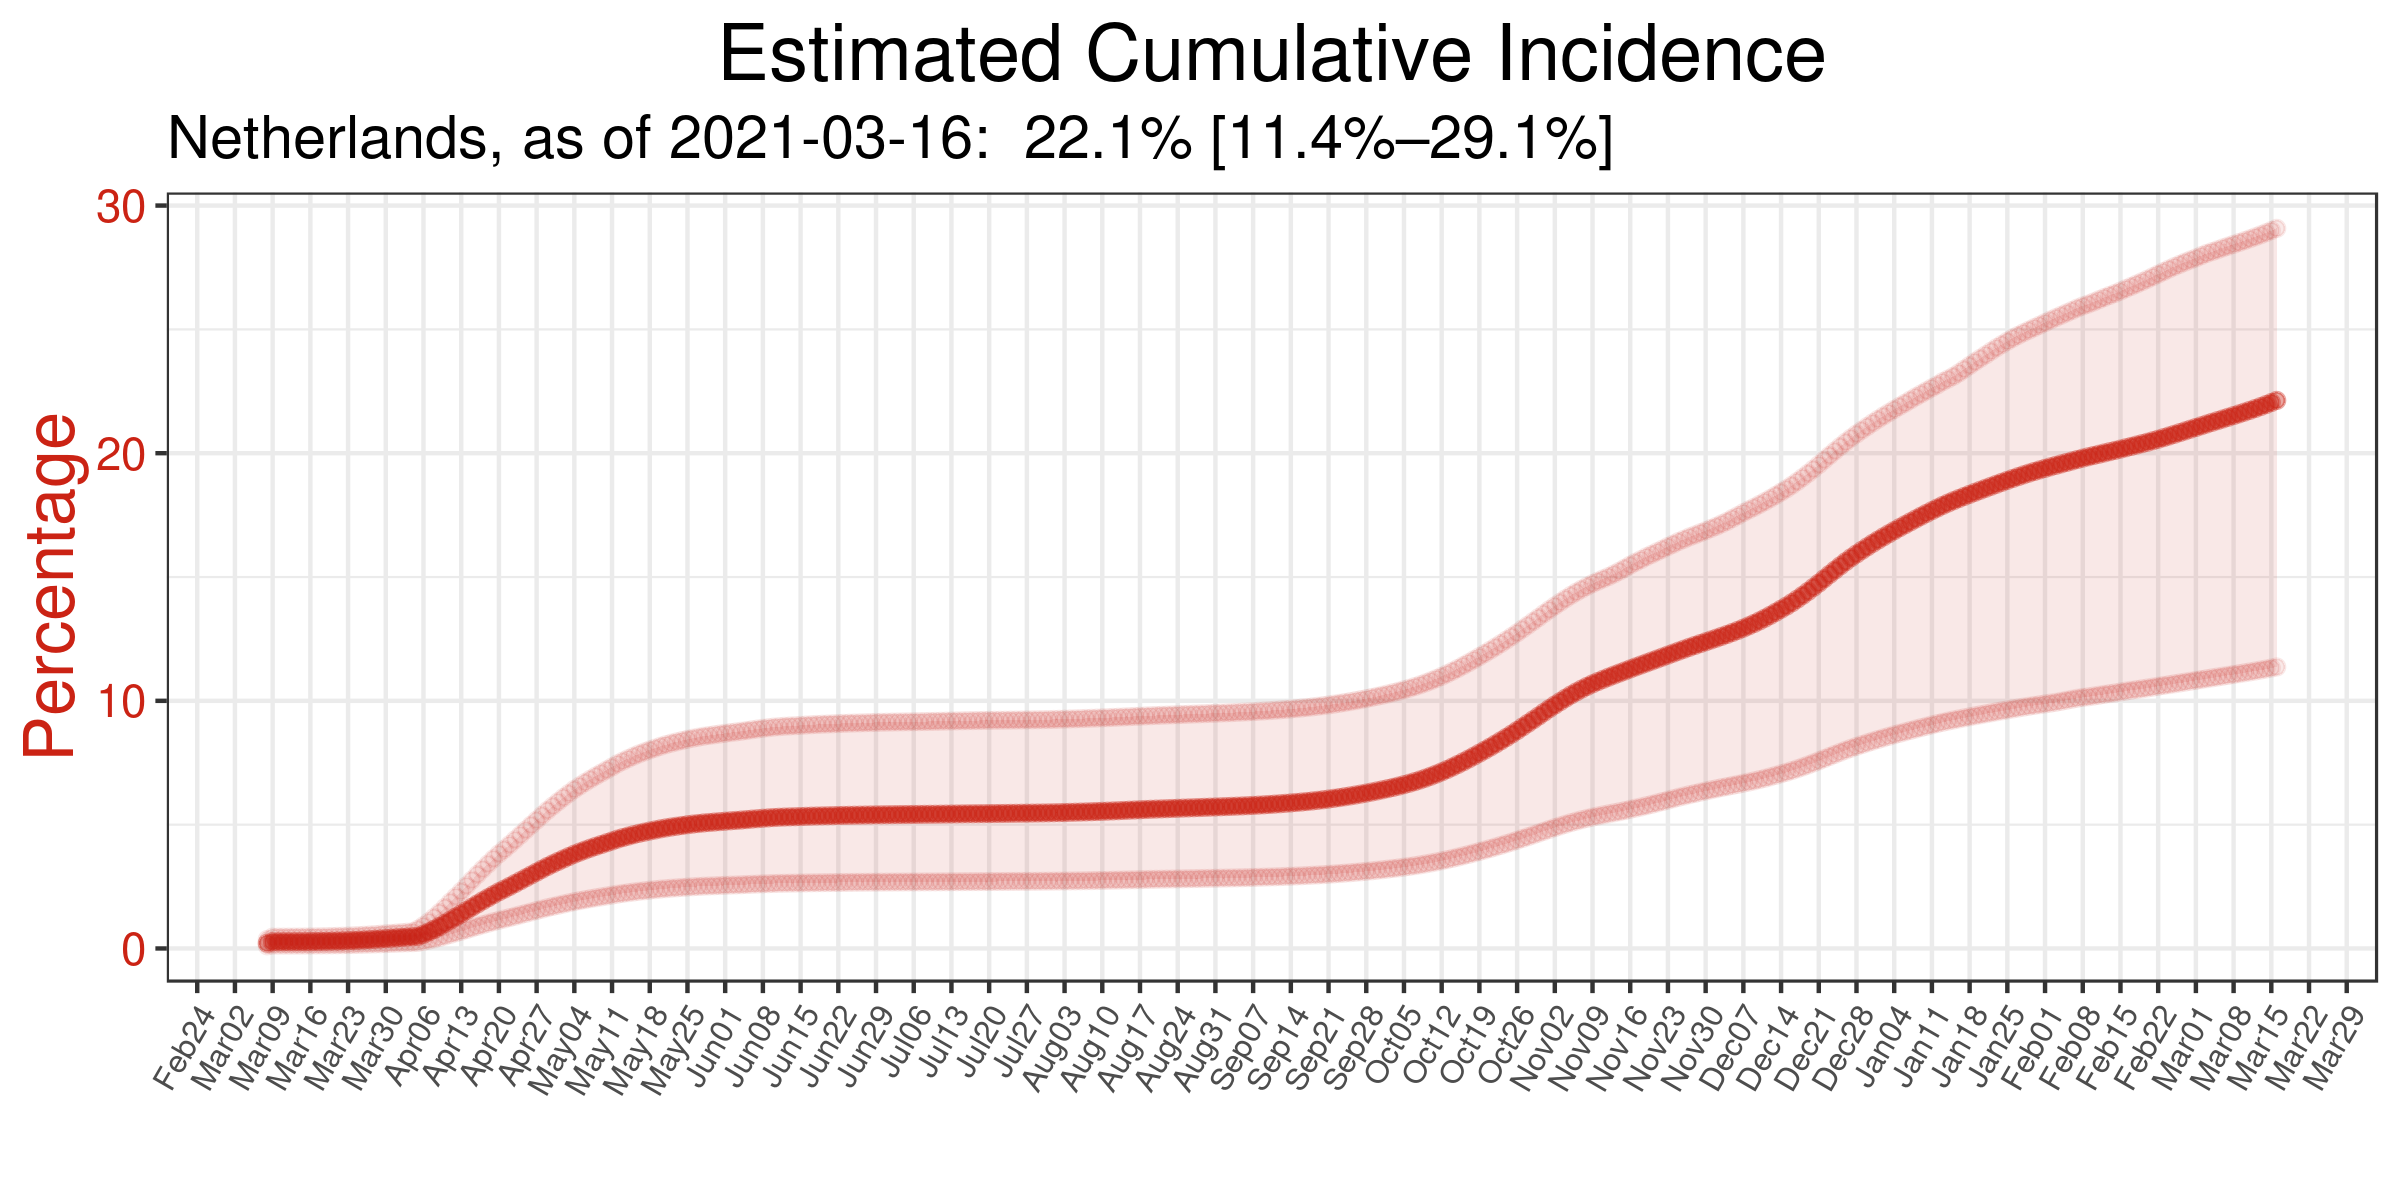 Estimated Cumulative Incidence
Netherlands, as of 2021-03-16:  22.1% [11.4%–29.1%]
Percentage
30
20
10
0
Feb24
Mar02
Mar09
Mar16
Mar23
Mar30
Apr06
Apr13
Apr20
Apr27
May04
May11
May18
May25
Jun01
Jun08
Jun15
Jun22
Jun29
Jul06
Jul13
Jul20
Jul27
Aug03
Aug10
Aug17
Aug24
Aug31
Sep07
Sep14
Sep21
Sep28
Oct05
Oct12
Oct19
Oct26
Nov02
Nov09
Nov16
Nov23
Nov30
Dec07
Dec14
Dec21
Dec28
Jan04
Jan11
Jan18
Jan25
Feb01
Feb08
Feb15
Feb22
Mar01
Mar08
Mar15
Mar22
Mar29